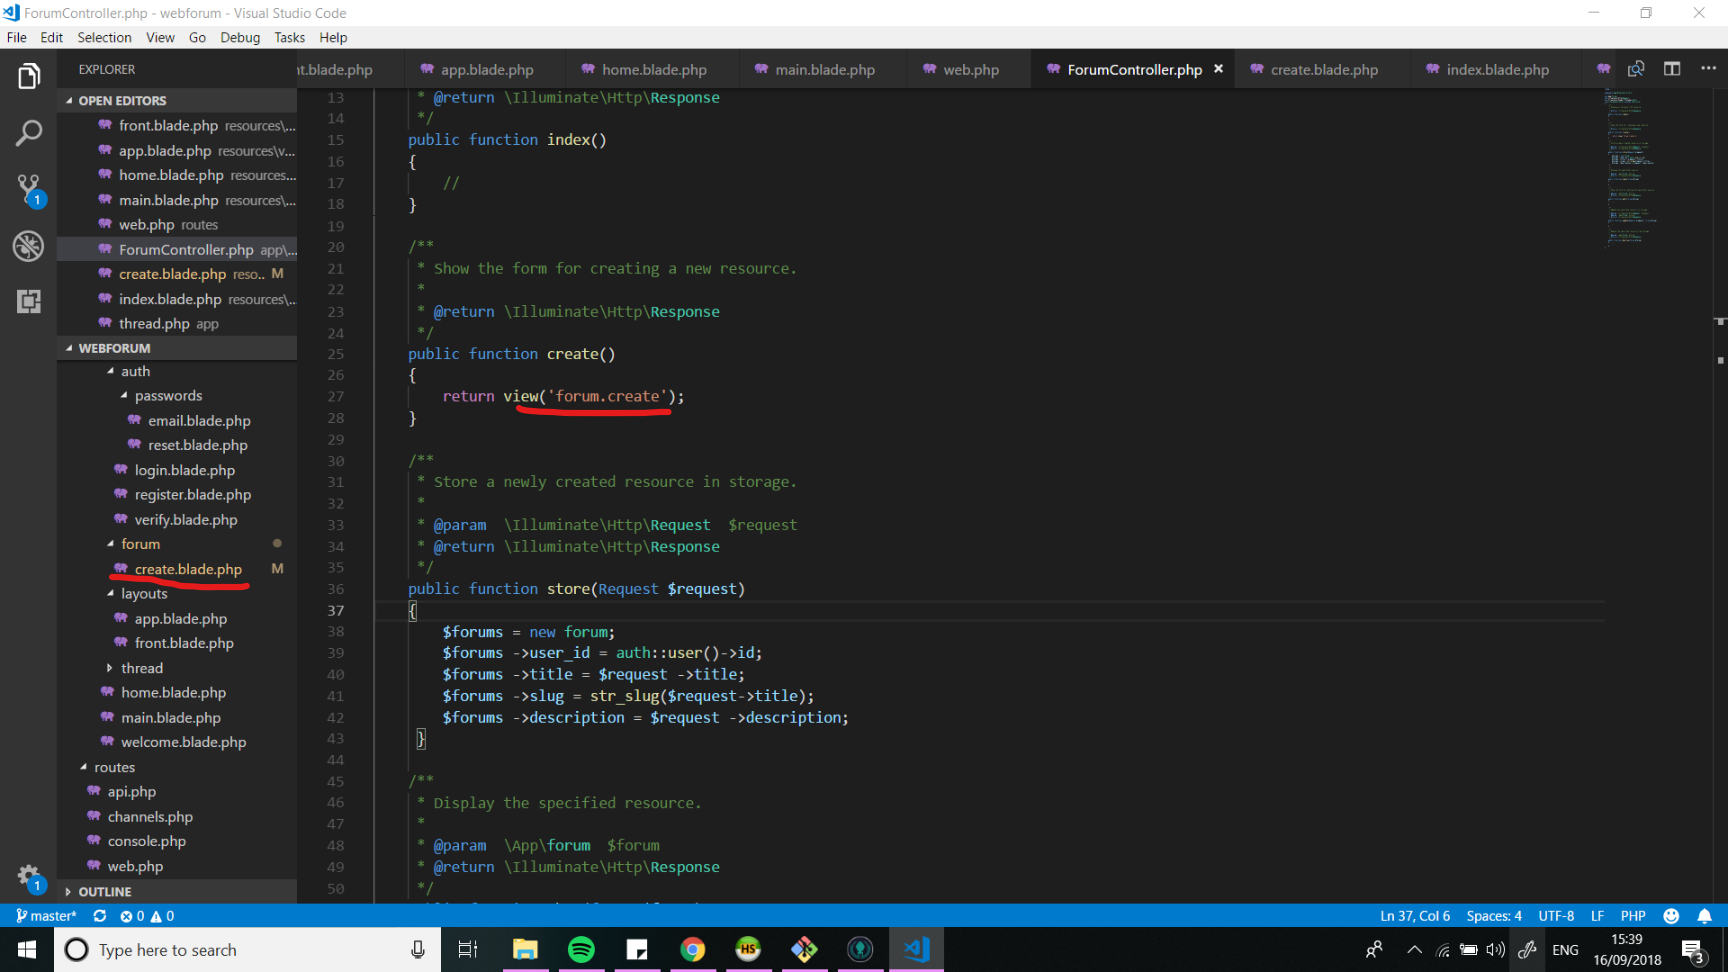 ForumController.php - webforum - Visual Studio Code
File Edit Selection View Go Debug Tasks Help
EXPLORER
nt.blade.php app.blade.php home.blade.php main.blade.php web.php ForumController.php × create.blade.php index.blade.php ···
OPEN EDITORS
front.blade.php resources\...
app.blade.php resources\v...
home.blade.php resources...
main.blade.php resources\...
web.php routes
ForumController.php app\...
create.blade.php reso... M
index.blade.php resources\...
thread.php app
WEBFORUM
auth
passwords
email.blade.php
reset.blade.php
login.blade.php
register.blade.php
verify.blade.php
forum
create.blade.php M
layouts
app.blade.php
front.blade.php
thread
home.blade.php
main.blade.php
welcome.blade.php
routes
api.php
channels.php
console.php
web.php
OUTLINE
1
1
13 * @return \Illuminate\Http\Response
14 */
15 public function index()
16 {
17 //
18 }
19
20 /**
21 * Show the form for creating a new resource.
22 *
23 * @return \Illuminate\Http\Response
24 */
25 public function create()
26 {
27 return view('forum.create');
28 }
29
30 /**
31 * Store a newly created resource in storage.
32 *
33 * @param  \Illuminate\Http\Request  $request
34 * @return \Illuminate\Http\Response
35 */
36 public function store(Request $request)
37 {
38 $forums = new forum;
39 $forums ->user_id = auth::user()->id;
40 $forums ->title = $request ->title;
41 $forums ->slug = str_slug($request->title);
42 $forums ->description = $request ->description;
43 }
44
45 /**
46 * Display the specified resource.
47 *
48 * @param  \App\forum  $forum
49 * @return \Illuminate\Http\Response
50 */
master* 0 0 Ln 37, Col 6 Spaces: 4 UTF-8 LF PHP
Type here to search HS ENG 15:39
16/09/2018 3